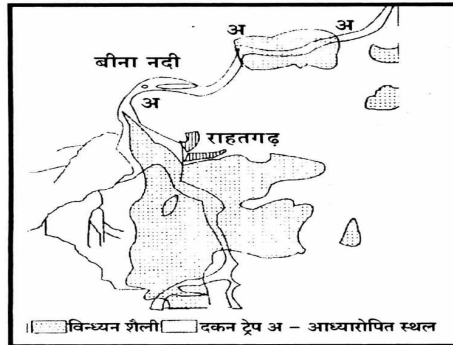 अ
अ
बीना नदी
अ
राहतगढ़
विन्ध्यन शैली दकन ट्रेप अ – आध्यारोपित स्थल